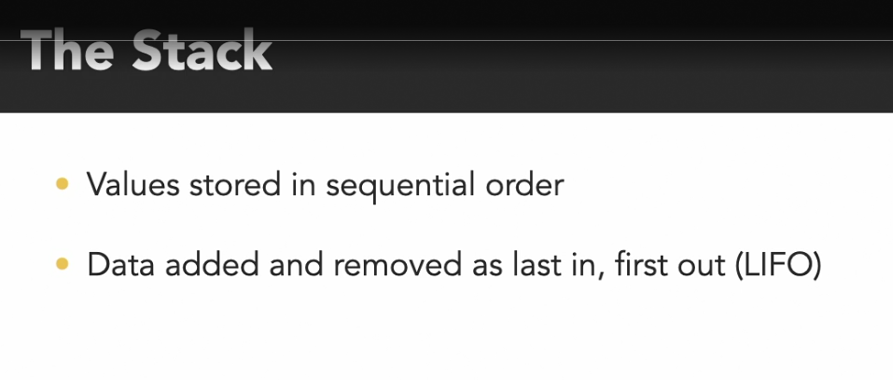 The Stack
Values stored in sequential order
Data added and removed as last in, first out (LIFO)